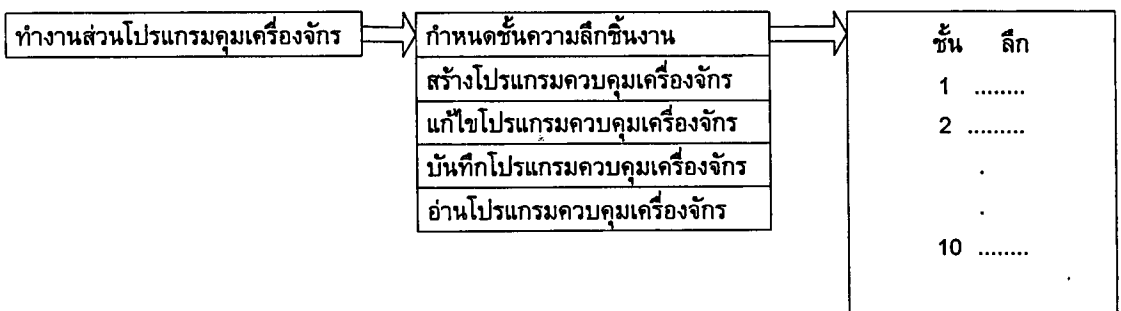 ทำงานส่วนโปรแกรมคุมเครื่องจักร
กำหนดชั้นความลึกชิ้นงาน
สร้างโปรแกรมควบคุมเครื่องจักร
แก้ไขโปรแกรมควบคุมเครื่องจักร
บันทึกโปรแกรมควบคุมเครื่องจักร
อ่านโปรแกรมควบคุมเครื่องจักร
ชั้น ลึก
1 ........
2 .........
.
.
10 ........